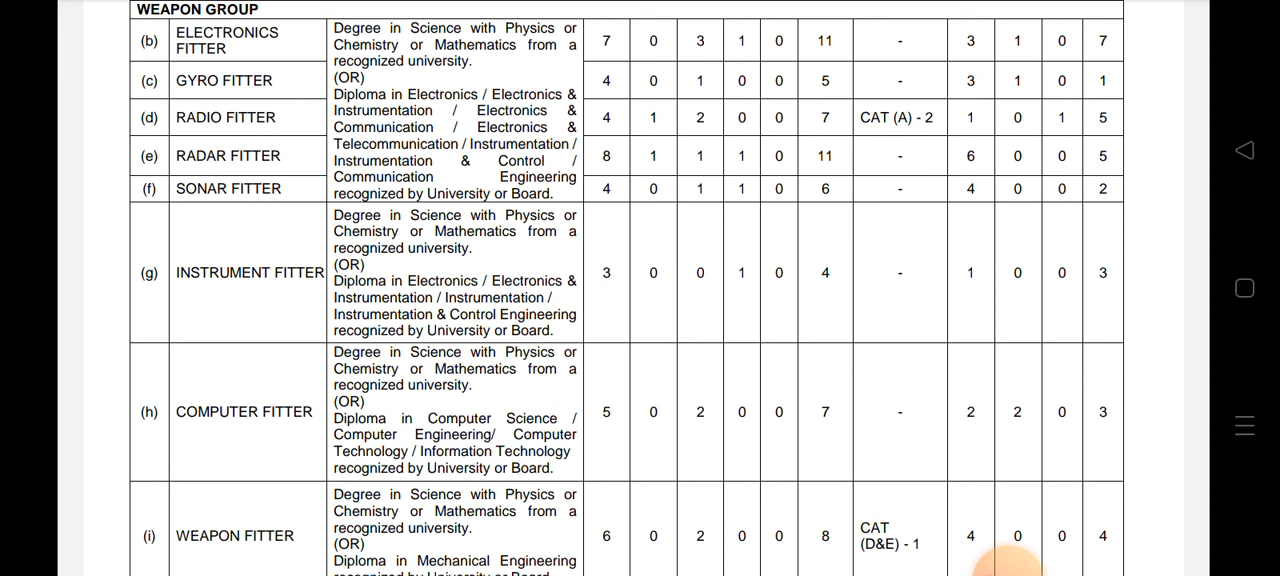 WEAPON GROUP
(b) ELECTRONICS FITTER 7 0 3 1 0 11 - 3 1 0 7
Degree in Science with Physics or
Chemistry or Mathematics from a
recognized university.
(OR)
Diploma in Electronics / Electronics &
Instrumentation / Electronics &
Communication / Electronics &
Telecommunication / Instrumentation /
Instrumentation & Control /
Communication Engineering
recognized by University or Board.
(c) GYRO FITTER 4 0 1 0 0 5 - 3 1 0 1
(d) RADIO FITTER 4 1 2 0 0 7 CAT (A) - 2 1 0 1 5
(e) RADAR FITTER 8 1 1 1 0 11 - 6 0 0 5
(f) SONAR FITTER 4 0 1 1 0 6 - 4 0 0 2
(g) INSTRUMENT FITTER
Degree in Science with Physics or
Chemistry or Mathematics from a
recognized university.
(OR)
Diploma in Electronics / Electronics &
Instrumentation / Instrumentation /
Instrumentation & Control Engineering
recognized by University or Board.
3 0 0 1 0 4 - 1 0 0 3
(h) COMPUTER FITTER
Degree in Science with Physics or
Chemistry or Mathematics from a
recognized university.
(OR)
Diploma in Computer Science /
Computer Engineering/ Computer
Technology / Information Technology
recognized by University or Board.
5 0 2 0 0 7 - 2 2 0 3
(i) WEAPON FITTER
Degree in Science with Physics or
Chemistry or Mathematics from a
recognized university.
(OR)
Diploma in Mechanical Engineering
recognized by University or Board.
6 0 2 0 0 8 CAT (D&E) - 1 4 0 0 4